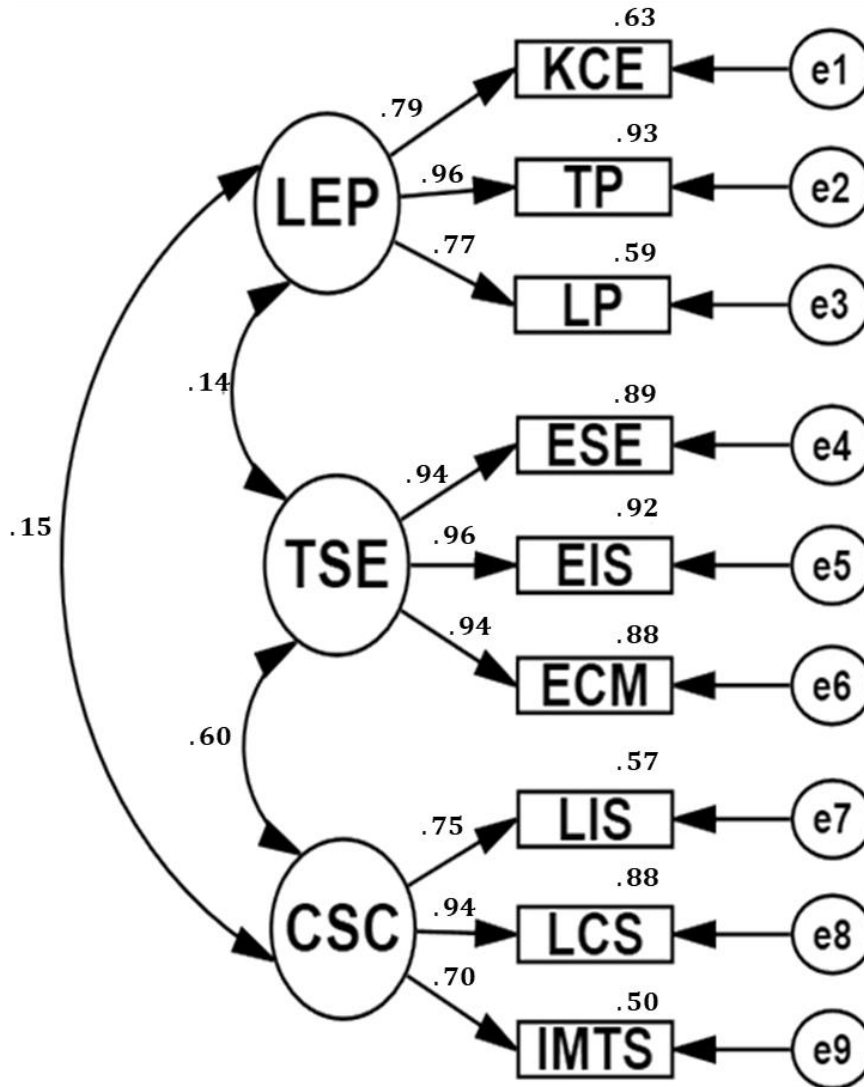 .63
KCE
e1
.79
.93
LEP
.96
TP
e2
.77
.59
LP
e3
.14
.89
ESE
e4
.94
.92
.15
TSE
.96
EIS
e5
.94
.88
ECM
e6
.60
.57
LIS
e7
.75
.88
CSC
.94
LCS
e8
.70
.50
IMTS
e9